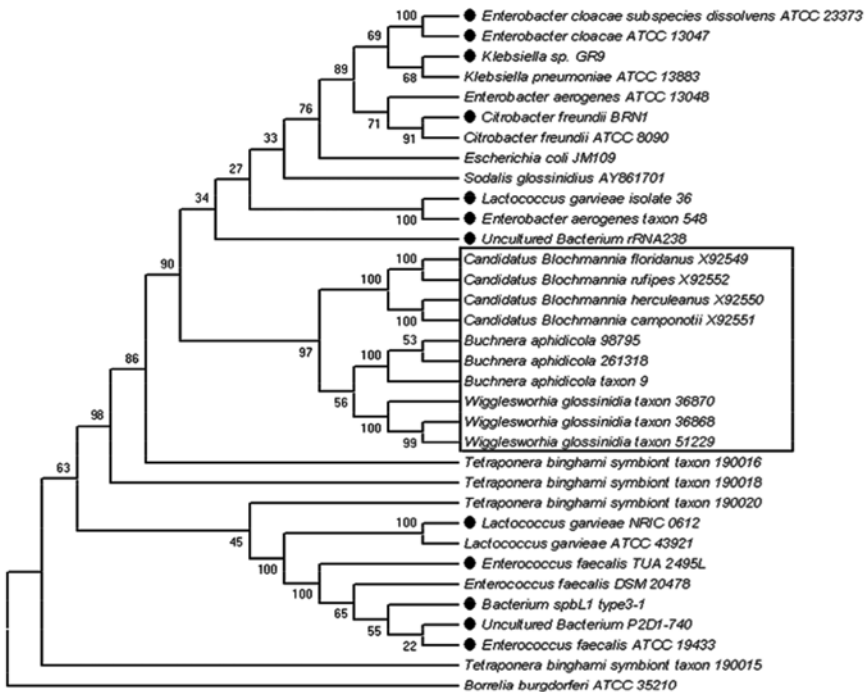 100
Enterobacter cloacae subspecies dissolvens ATCC 23373
69
Enterobacter cloacae ATCC 13047
Klebsiella sp. GR9
89
68
Klebsiella pneumoniae ATCC 13883
Enterobacter aerogenes ATCC 13048
76
71
Citrobacter freundii BRN1
91
Citrobacter freundii ATCC 8090
33
Escherichia coli JM109
27
Sodalis glossinidius AY861701
34
Lactococcus garvieae isolate 36
100
Enterobacter aerogenes taxon 548
Uncultured Bacterium rRNA238
90
100
Candidatus Blochmannia floridanus X92549
100
Candidatus Blochmannia rufipes X92552
Candidatus Blochmannia herculeanus X92550
100
Candidatus Blochmannia camponotii X92551
97
53
Buchnera aphidicola 98795
100
Buchnera aphidicola 261318
86
Buchnera aphidicola taxon 9
56
Wigglesworhia glossinidia taxon 36870
100
Wigglesworhia glossinidia taxon 36868
98
99
Wigglesworhia glossinidia taxon 51229
63
Tetraponera binghami symbiont taxon 190016
Tetraponera binghami symbiont taxon 190018
Tetraponera binghami symbiont taxon 190020
45
100
Lactococcus garvieae NRIC 0612
Lactococcus garvieae ATCC 43921
100
Enterococcus faecalis TUA 2495L
100
Enterococcus faecalis DSM 20478
65
Bacterium spbL1 type3-1
55
Uncultured Bacterium P2D1-740
22
Enterococcus faecalis ATCC 19433
Tetraponera binghami symbiont taxon 190015
Borrelia burgdorferi ATCC 35210